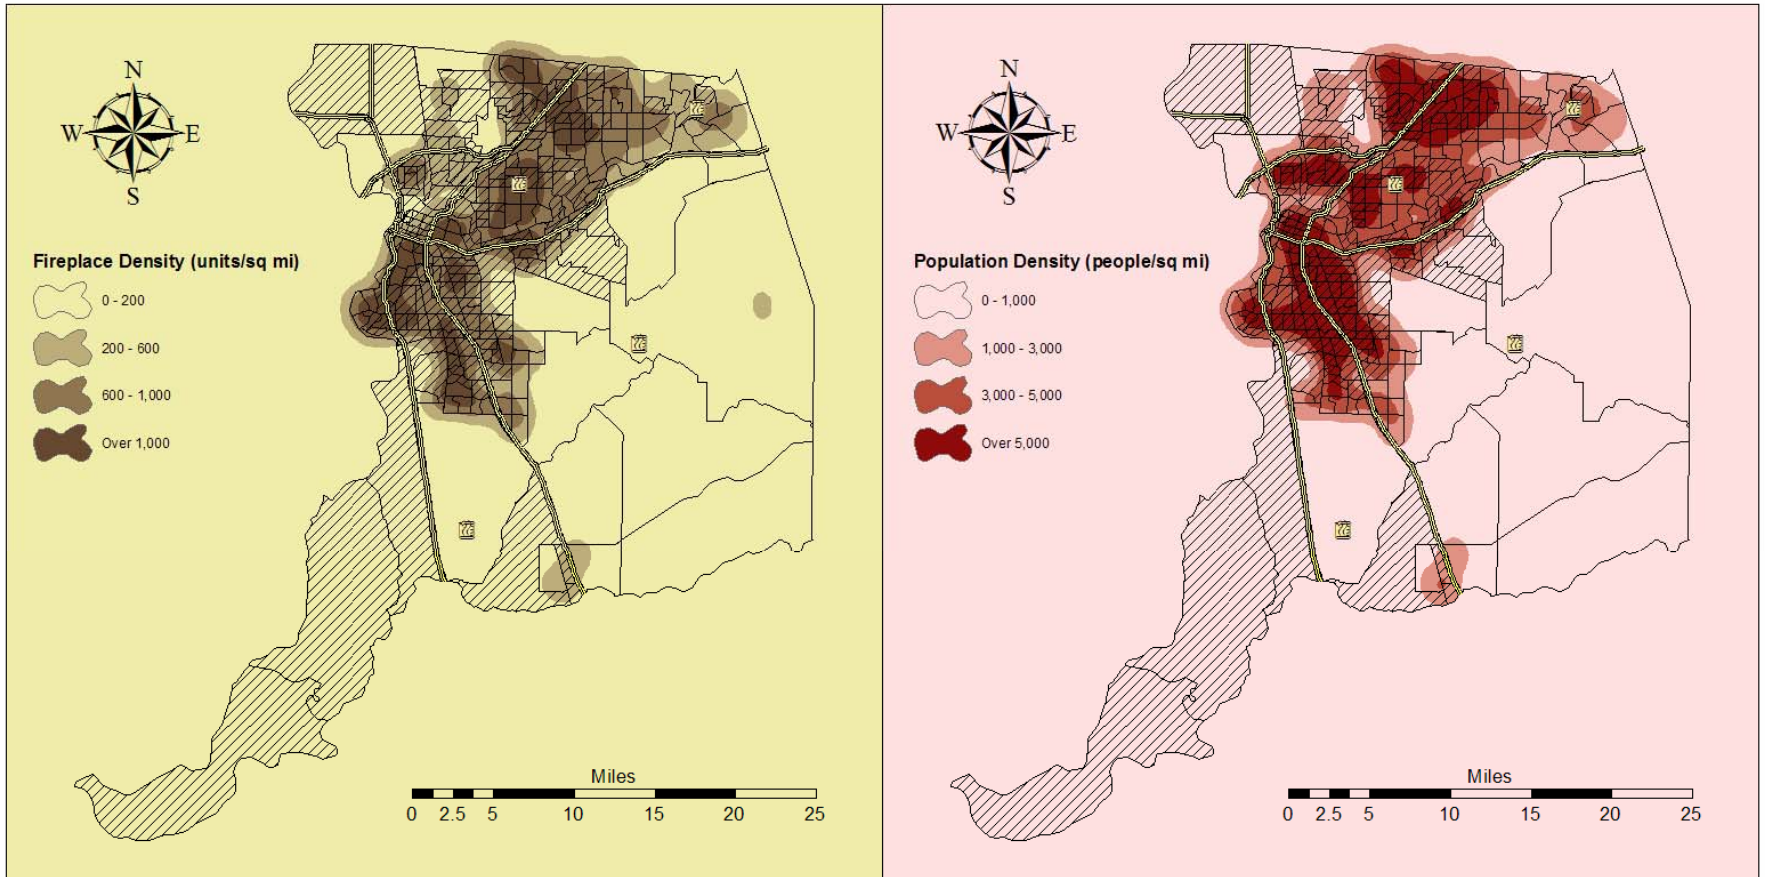 N
W E
S
Fireplace Density (units/sq mi)
0 - 200
200 - 600
600 - 1,000
Over 1,000
Miles
0 2.5 5 10 15 20 25
N
W E
S
Population Density (people/sq mi)
0 - 1,000
1,000 - 3,000
3,000 - 5,000
Over 5,000
Miles
0 2.5 5 10 15 20 25